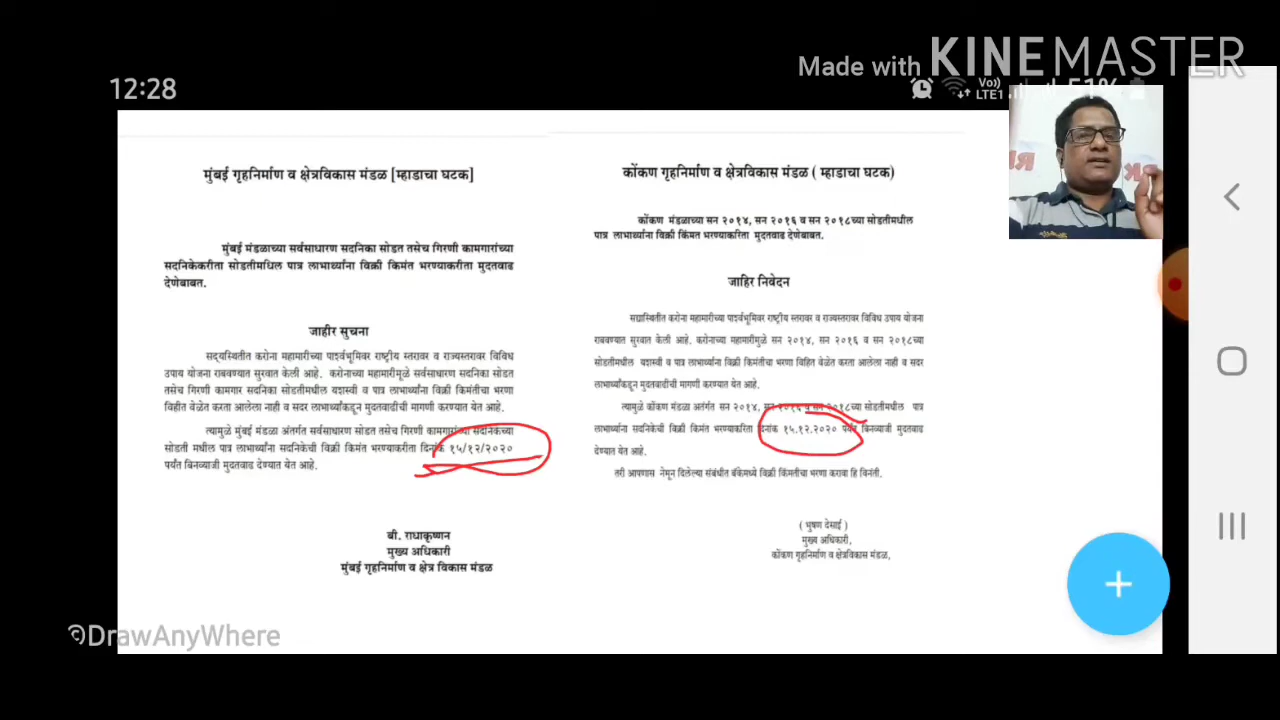 Made with KINEMASTER
12:28
Vo))
LTE1
51%
मुंबई गृहनिर्माण व क्षेत्रविकास मंडळ [म्हाडाचा घटक]
मुंबई मंडळाच्या सर्वसाधारण सदनिका सोडत तसेच गिरणी कामगारांच्या
सदनिकेकरीता सोडतीमधिल पात्र लाभार्थ्यांना विक्री किमंत भरण्याकरीता मुदतवाढ
देणेबाबत.
जाहीर सुचना
सद्यस्थितीत करोना महामारीच्या पार्श्वभूमिवर राष्ट्रीय स्तरावर व राज्यस्तरावर विविध
उपाय योजना राबवण्यात सुरवात केली आहे. करोनाच्या महामारीमूळे सर्वसाधारण सदनिका सोडत
तसेच गिरणी कामगार सदनिका सोडतीमधील यशस्वी व पात्र लाभार्थ्यांना विक्री किंमतीचा भरणा
विहीत वेळेत करता आलेला नाही व सदर लाभार्थ्यांकडून मुदतवादीची मागणी करण्यात येत आहे.
त्यामुळे मुंबई मंडळा अंतर्गत सर्वसाधारण सोडत तसेच गिरणी कामगारांच्या सदनिकेच्या
सोडती मधील पात्र लाभार्थ्यांना सदनिकेची विक्री किंमत भरण्याकरीता दिनांक १५/१२/२०२०
पर्यंत बिनव्याजी मुदतवाढ देण्यात येत आहे.
बी. राधाकृष्णन
मुख्य अधिकारी
मुंबई गृहनिर्माण व क्षेत्र विकास मंडळ
कोंकण गृहनिर्माण व क्षेत्रविकास मंडळ ( म्हाडाचा घटक)
कोंकण मंडळाच्या सन २०१४, सन २०१६ व सन २०१८च्या सोडतीमधील
पात्र लाभार्थ्यांना विक्री किंमत भरण्याकरिता मुदतवाढ देणेबाबत.
जाहिर निवेदन
सद्यास्थितीत करोना महामारीच्या पार्श्वभूमिवर राष्ट्रीय स्तरावर व राज्यस्तरावर विविध उपाय योजना
राबवण्यात सुरवात केली आहे. करोनाच्या महामारीमुळे सन २०१४, सन २०१६ व सन २०१८च्या
सोडतीमधील यशस्वी व पात्र लाभार्थ्यांना विक्री किंमतीचा भरणा विहित वेळेत करता आलेला नाही व सदर
लाभार्थ्यांकडून मुदतवादीची मागणी करण्यात येत आहे.
त्यामुळे कोंकण मंडळा अंतर्गत सन २०१४, सन २०१६ व सन २०१८च्या सोडतीमधील पात्र
लाभार्थ्यांना सदनिकेची विक्री किंमत भरण्याकरिता दिनांक १५.१२.२०२० पर्यंत बिनव्याजी मुदतवाढ
देण्यात येत आहे.
तरी आपणास नेमून दिलेल्या संबंधीत बॅंकेमध्ये विक्री किंमतीचा भरणा करावा हि विनंती.
( भुषण देसाई )
मुख्य अधिकारी,
कोंकण गृहनिर्माण व क्षेत्रविकास मंडळ,
©DrawAnyWhere